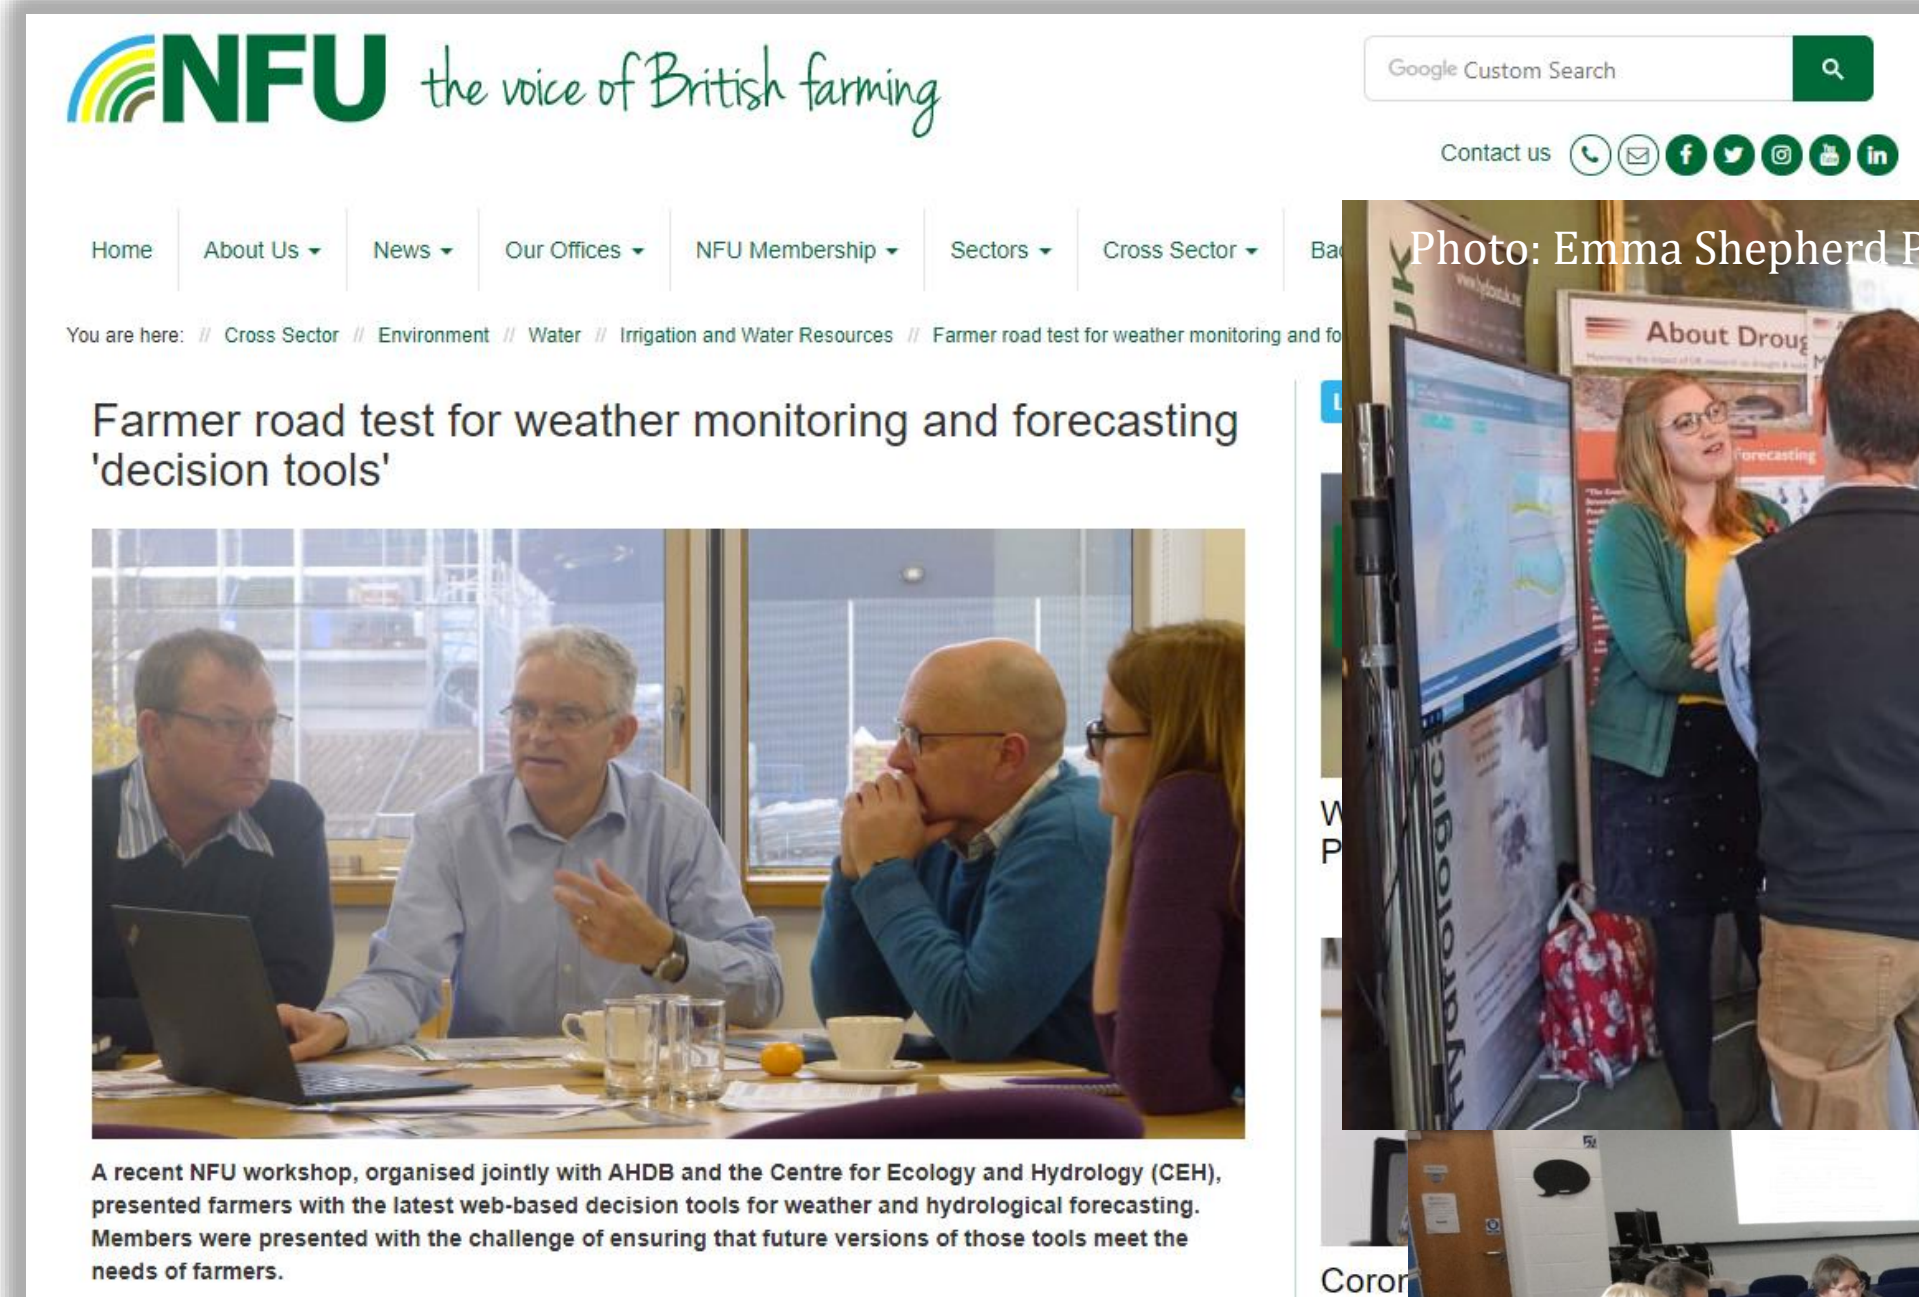 NFU the voice of British farming
Google Custom Search
Contact us
Home About Us News Our Offices NFU Membership Sectors Cross Sector
You are here: // Cross Sector // Environment // Water // Irrigation and Water Resources // Farmer road test for weather monitoring and fo
Photo: Emma Shepherd P
UK
About Droug
orecasting
Farmer road test for weather monitoring and forecasting
'decision tools'
Hydrologica
A recent NFU workshop, organised jointly with AHDB and the Centre for Ecology and Hydrology (CEH),
presented farmers with the latest web-based decision tools for weather and hydrological forecasting.
Members were presented with the challenge of ensuring that future versions of those tools meet the
needs of farmers.
Coror